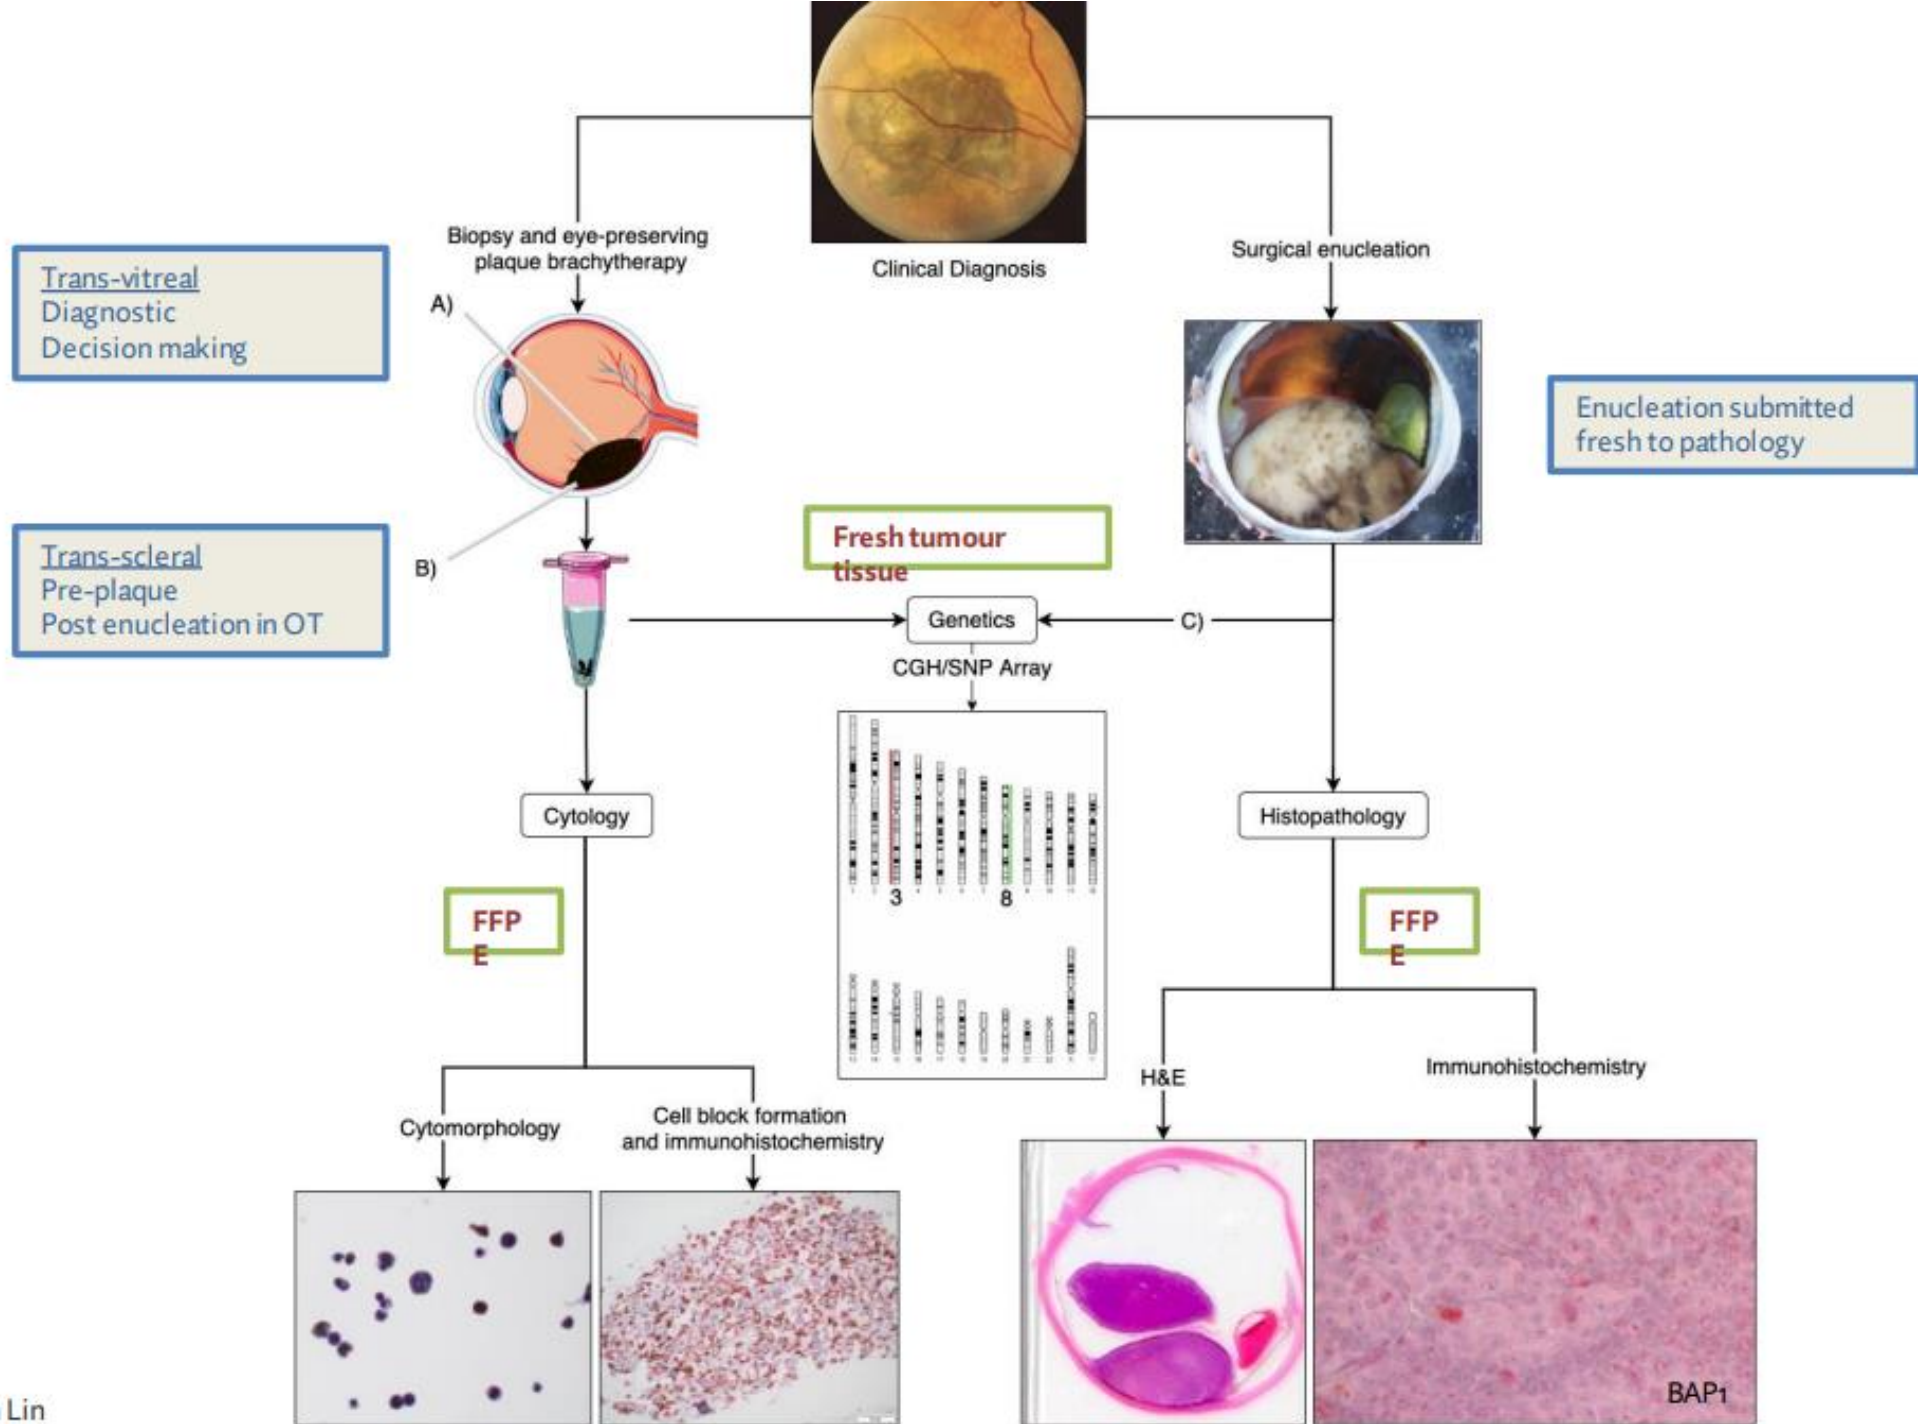 Clinical Diagnosis
Biopsy and eye-preserving
plaque brachytherapy
Surgical enucleation
Trans-vitreal
Diagnostic
Decision making
A)
Enucleation submitted
fresh to pathology
Trans-scleral
Pre-plaque
Post enucleation in OT
B)
Fresh tumour
tissue
Genetics
C)
CGH/SNP Array
3
8
Cytology
Histopathology
FFP
E
FFP
E
Cytomorphology
Cell block formation
and immunohistochemistry
H&E
Immunohistochemistry
BAP1
Lin